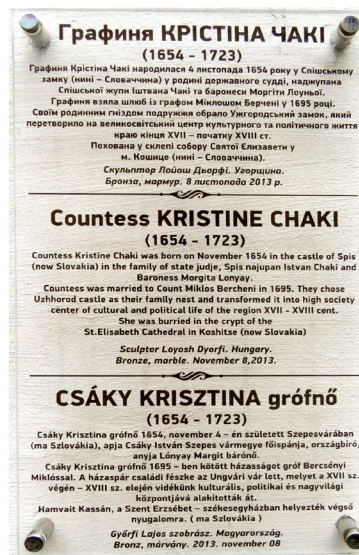 Графиня КРІСТІНА ЧАКІ
(1654 - 1723)
Графиня Крістіна Чакі народилася 4 листопада 1654 року у Спішському
замку (нині – Словаччина) у родині державного судді, наджупана
Спішської жупи Іштвана Чакі та баронеси Моргіти Лоуньої.
Графиня взяла шлюб із графом Міклошом Берчені у 1695 році.
Своїм родинним гніздом подружжя обрало Ужгородський замок, який
перетворило на великосвітський центр культурного та політичного життя
краю кінця XVII – початку XVIII ст.
Похована у склепі собору Святої Єлизавети у
м. Кошице (нині – Словаччина).
Скульптор Лойош Дьорфі. Угорщина.
Бронза, мармур. 8 листопада 2013 р.
Countess KRISTINE CHAKI
(1654 - 1723)
Countess Kristine Chaki was born on November 1654 in the castle of Spis
(now Slovakia) in the family of state judje, Spis najupan Istvan Chaki and
Baroness Morgita Lonyay.
Countess was married to Count Miklos Bercheni in 1695. They chose
Uzhhorod castle as their family nest and transformed it into high society
center of cultural and political life of the region XVII - XVIII cent.
She was burried in the crypt of the
St.Elisabeth Cathedral in Koshitse (now Slovakia)
Sculptor Loyosh Dyorfi. Hungary.
Bronze, marble. November 8,2013.
CSÁKY KRISZTINA grófnő
(1654 - 1723)
Csáky Krisztina grófnő 1654, november 4 – én született Szepesvárában
(ma Szlovákia), apja Csáky István Szepes vármegye főispánja, országbíró,
anyja Lónyay Margit bárónő.
Csáky Krisztina grófnő 1695 – ben kötött házasságot gróf Bercsényi
Miklóssal. A házaspár családi fészke az Ungvári vár lett, melyet a XVII sz.
végén – XVIII sz. elején vidékünk kulturális, politikai és nagyvilági
központjává alakították át.
Hamvait Kassán, a Szent Erzsébet – székesegyházban helyezték végső
nyugalomra. ( ma Szlovákia )
Győrfi Lajos szobrász. Magyarország.
Bronz, márvány. 2013. november 08